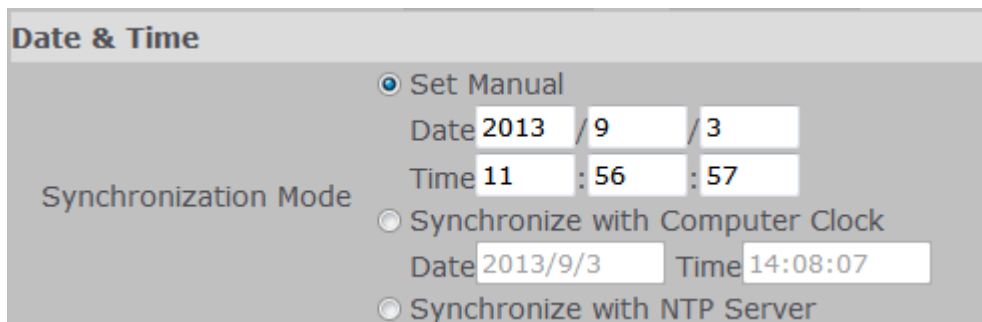 Date & Time
Set Manual
Date 2013 / 9 / 3
Time 11 : 56 : 57
Synchronization Mode
Synchronize with Computer Clock
Date 2013/9/3 Time 14:08:07
Synchronize with NTP Server